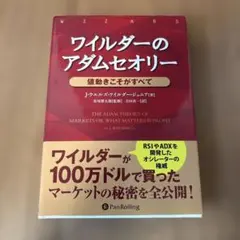 WIZARD
ワイルダーの
アダムセオリー
値動きこそがすべて
J・ウエルズ・ワイルダー・ジュニア[著]
THE ADAM THEORY OF
MARKETS OR WHAT MATTERS IS PROFIT
ワイルダーが
100万ドルで買った
マーケットの秘密を全公開！
RSIやADXを
開発した
オシレーターの
権威
PanRolling